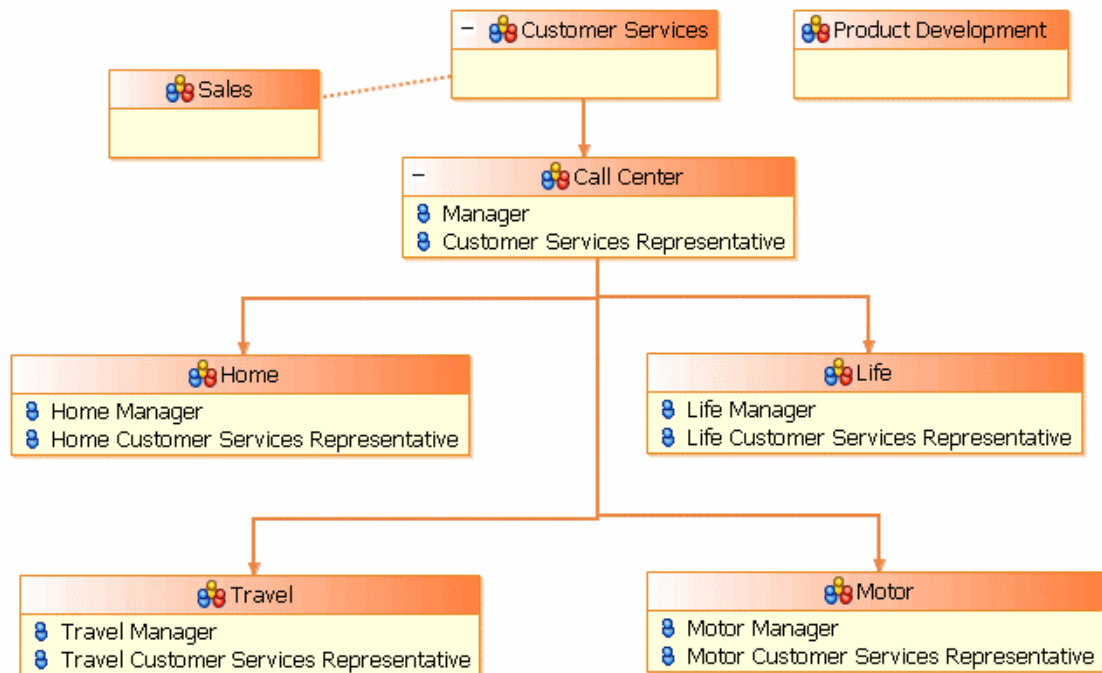 Customer Services
Product Development
Sales
Call Center
Manager
Customer Services Representative
Home
Home Manager
Home Customer Services Representative
Life
Life Manager
Life Customer Services Representative
Travel
Travel Manager
Travel Customer Services Representative
Motor
Motor Manager
Motor Customer Services Representative